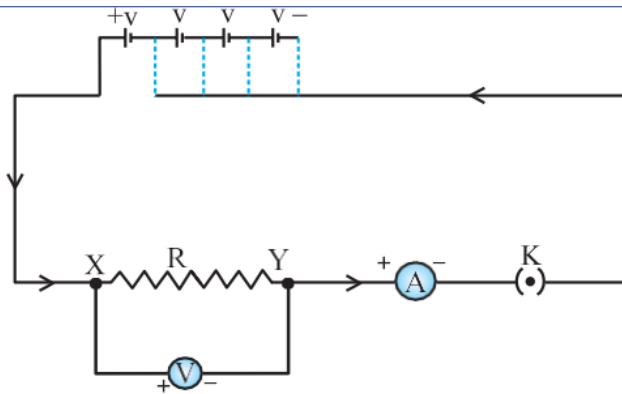 +v v v v −
X R Y + A − K
+ V −